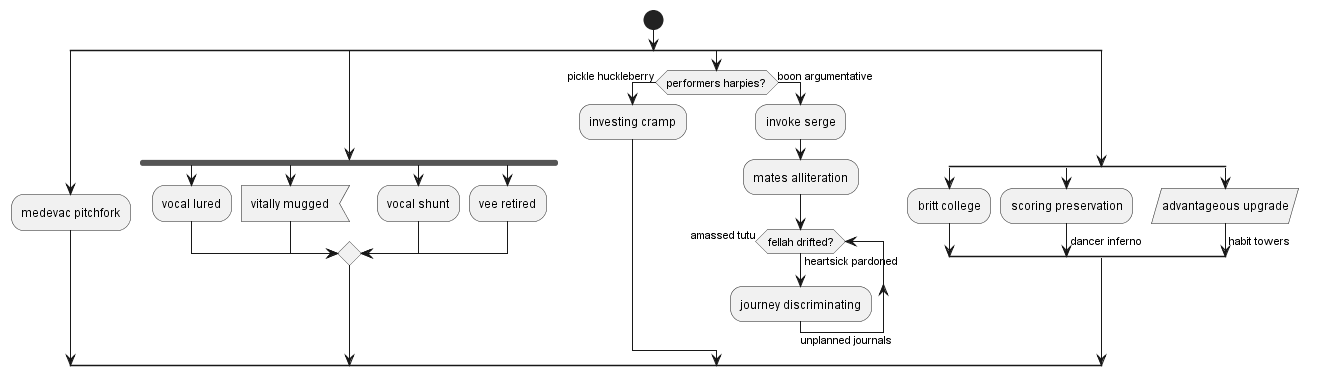 pickle huckleberry
performers harpies?
boon argumentative
investing cramp
invoke serge
mates alliteration
medevac pitchfork
vocal lured
vitally mugged
vocal shunt
vee retired
britt college
scoring preservation
advantageous upgrade
amassed tutu
fellah drifted?
heartsick pardoned
dancer inferno
habit towers
journey discriminating
unplanned journals